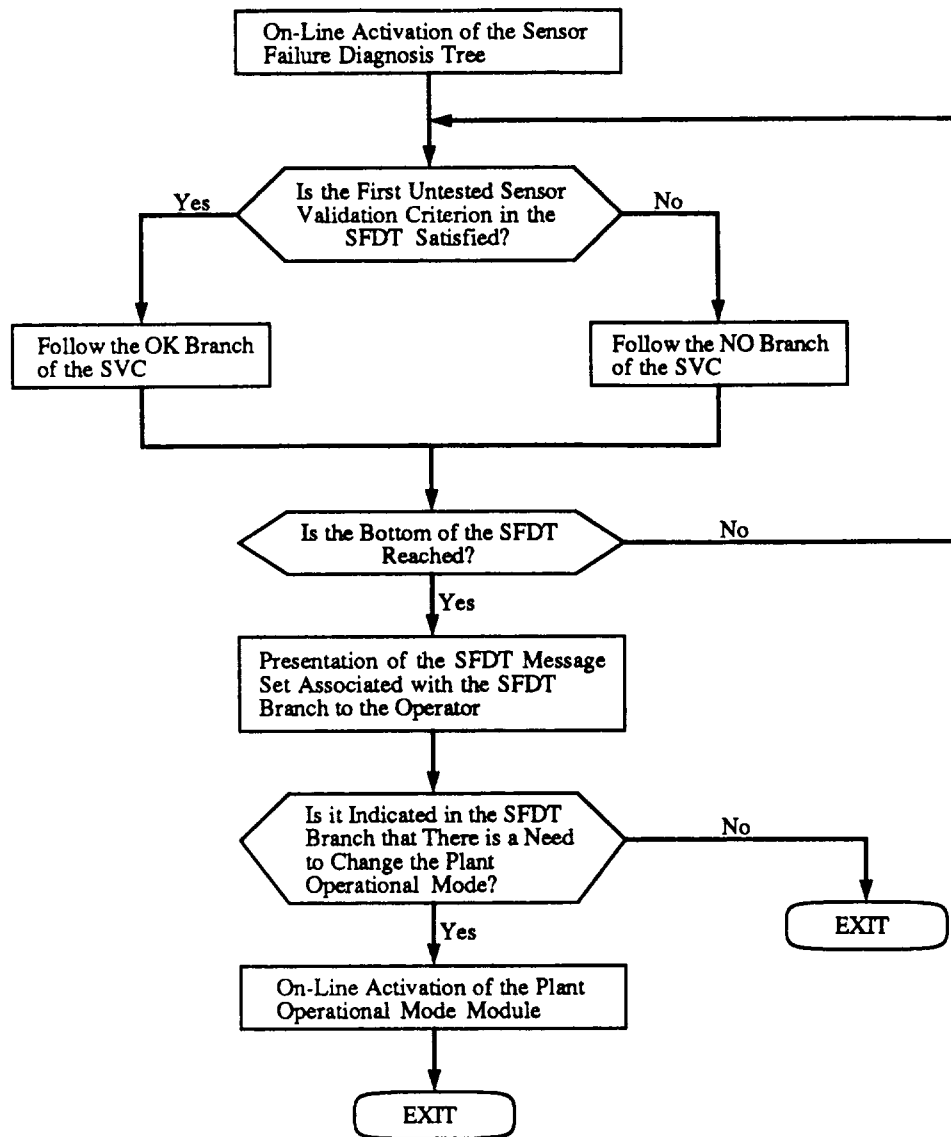 On-Line Activation of the Sensor
Failure Diagnosis Tree
Is the First Untested Sensor
Validation Criterion in the
SFDT Satisfied?
Yes
No
Follow the OK Branch
of the SVC
Follow the NO Branch
of the SVC
Is the Bottom of the SFDT
Reached?
No
Yes
Presentation of the SFDT Message
Set Associated with the SFDT
Branch to the Operator
Is it Indicated in the SFDT
Branch that There is a Need
to Change the Plant
Operational Mode?
No
EXIT
Yes
On-Line Activation of the Plant
Operational Mode Module
EXIT